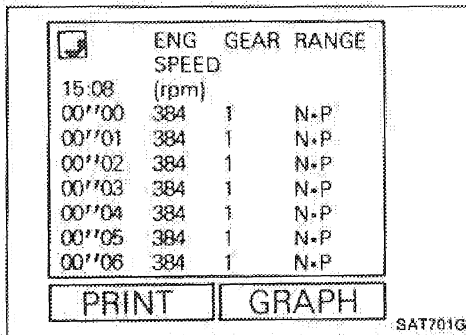 ENG GEAR RANGE
SPEED
15:08 (rpm)
00''00 384 1 N•P
00''01 384 1 N•P
00''02 384 1 N•P
00''03 384 1 N•P
00''04 384 1 N•P
00''05 384 1 N•P
00''06 384 1 N•P
PRINT GRAPH
SAT701G